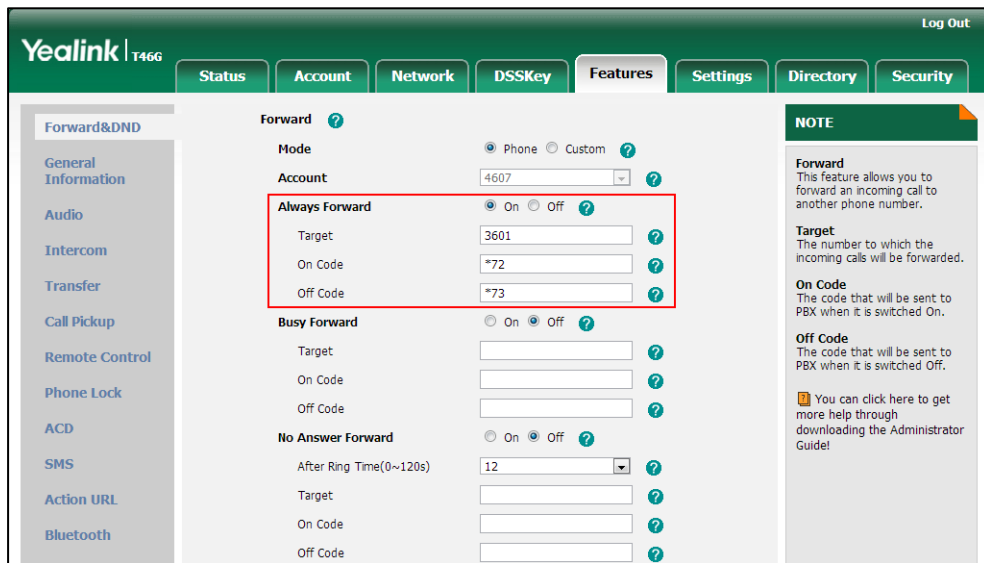 Log Out
Yealink T46G
Status Account Network DSSKey Features Settings Directory Security
Forward&DND
General
Information
Audio
Intercom
Transfer
Call Pickup
Remote Control
Phone Lock
ACD
SMS
Action URL
Bluetooth
Forward ?
Mode Phone Custom ?
Account 4607 ?
Always Forward On Off ?
Target 3601 ?
On Code *72 ?
Off Code *73 ?
Busy Forward On Off ?
Target ?
On Code ?
Off Code ?
No Answer Forward On Off ?
After Ring Time(0~120s) 12 ?
Target ?
On Code ?
Off Code ?
NOTE
Forward
This feature allows you to
forward an incoming call to
another phone number.
Target
The number to which the
incoming calls will be forwarded.
On Code
The code that will be sent to
PBX when it is switched On.
Off Code
The code that will be sent to
PBX when it is switched Off.
? You can click here to get
more help through
downloading the Administrator
Guide!